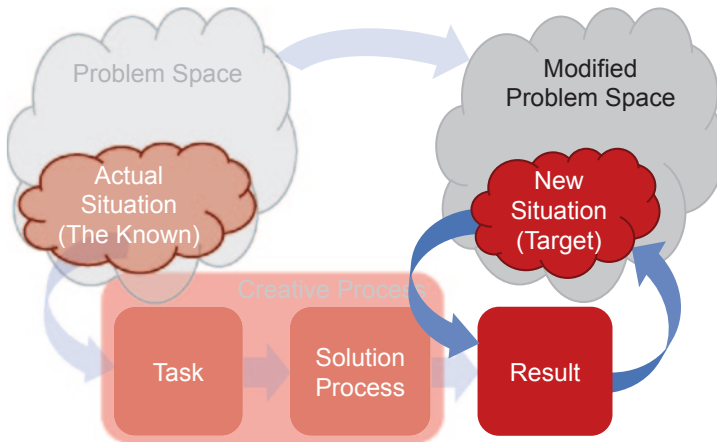 Problem Space
Modified
Problem Space
Actual
Situation
(The Known)
New
Situation
(Target)
Creative Process
Task
Solution
Process
Result